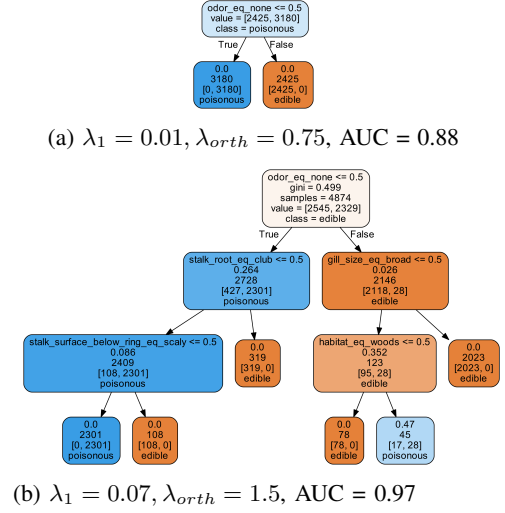 odor_eq_none <= 0.5
value = [2425, 3180]
class = poisonous
True False
0.0
3180
[0, 3180]
poisonous
0.0
2425
[2425, 0]
edible
(a) λ₁ = 0.01, λₒᵣₜₕ = 0.75, AUC = 0.88
odor_eq_none <= 0.5
gini = 0.499
samples = 4874
value = [2545, 2329]
class = edible
True False
stalk_root_eq_club <= 0.5
0.264
2728
[427, 2301]
poisonous
gill_size_eq_broad <= 0.5
0.026
2146
[2118, 28]
edible
stalk_surface_below_ring_eq_scaly <= 0.5
0.086
2409
[108, 2301]
poisonous
0.0
319
[319, 0]
edible
habitat_eq_woods <= 0.5
0.352
123
[95, 28]
edible
0.0
2023
[2023, 0]
edible
0.0
2301
[0, 2301]
poisonous
0.0
108
[108, 0]
edible
0.0
78
[78, 0]
edible
0.47
45
[17, 28]
poisonous
(b) λ₁ = 0.07, λₒᵣₜₕ = 1.5, AUC = 0.97